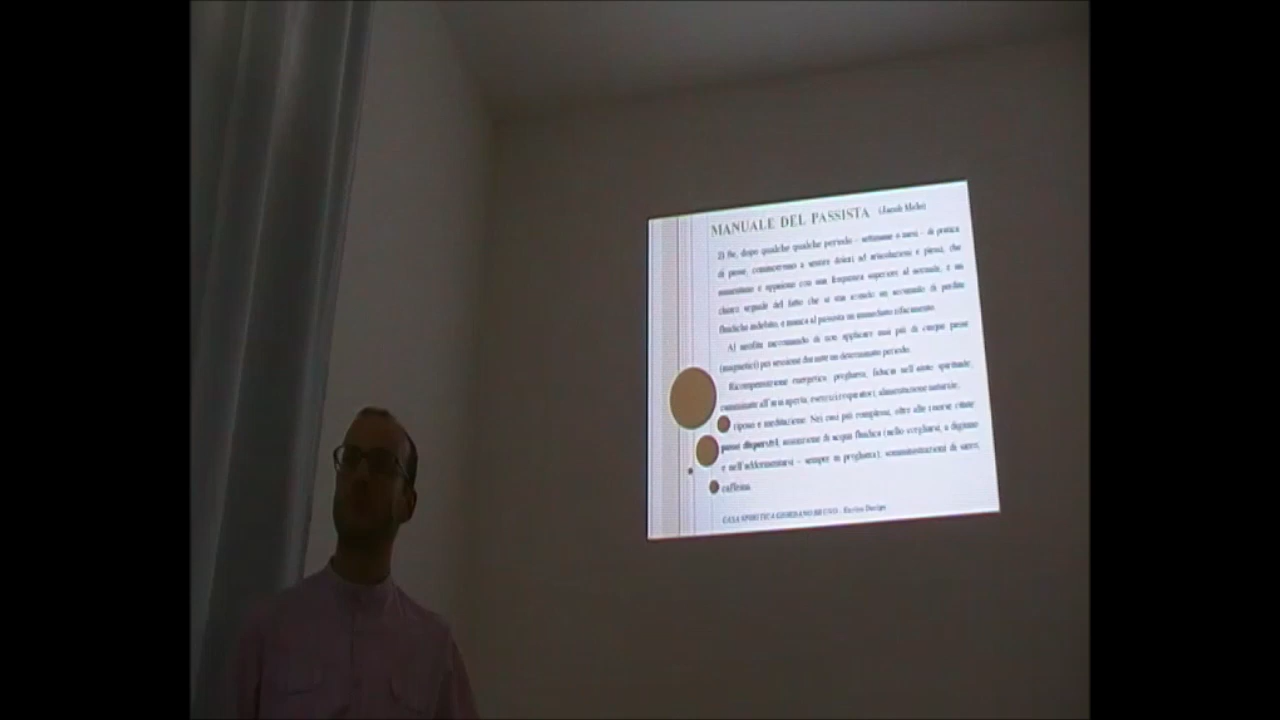 MANUALE DEL PASSISTA (Jacob Melo)
2) Se, dopo qualche qualche periodo – settimane o mesi – di pratica
di passe, cominceremo a sentire dolori ad articolazioni e plessi, che
aumentano e appaiono con una frequenza superiore al normale, è un
chiaro segnale del fatto che si sta avendo un accumulo di perdite
fluidiche indebito, e manca al passista un immediato rifacimento.
Al neofita raccomando di non applicare mai più di cinque passe
(magnetici) per sessione durante un determinato periodo.
Ricompensazione energetica: preghiera, fiducia nell'aiuto spirituale,
camminate all'aria aperta, esercizi respiratori, alimentazione naturale,
riposo e meditazione. Nei casi più complessi, oltre alle risorse citate
passe dispersivi, assunzione di acqua fluidica (nello svegliarsi, a digiuno
e nell'addormentarsi – sempre in preghiera), somministrazioni di
caffeina.
CASA SPIRITICA GIORDANO BRUNO - Enrico